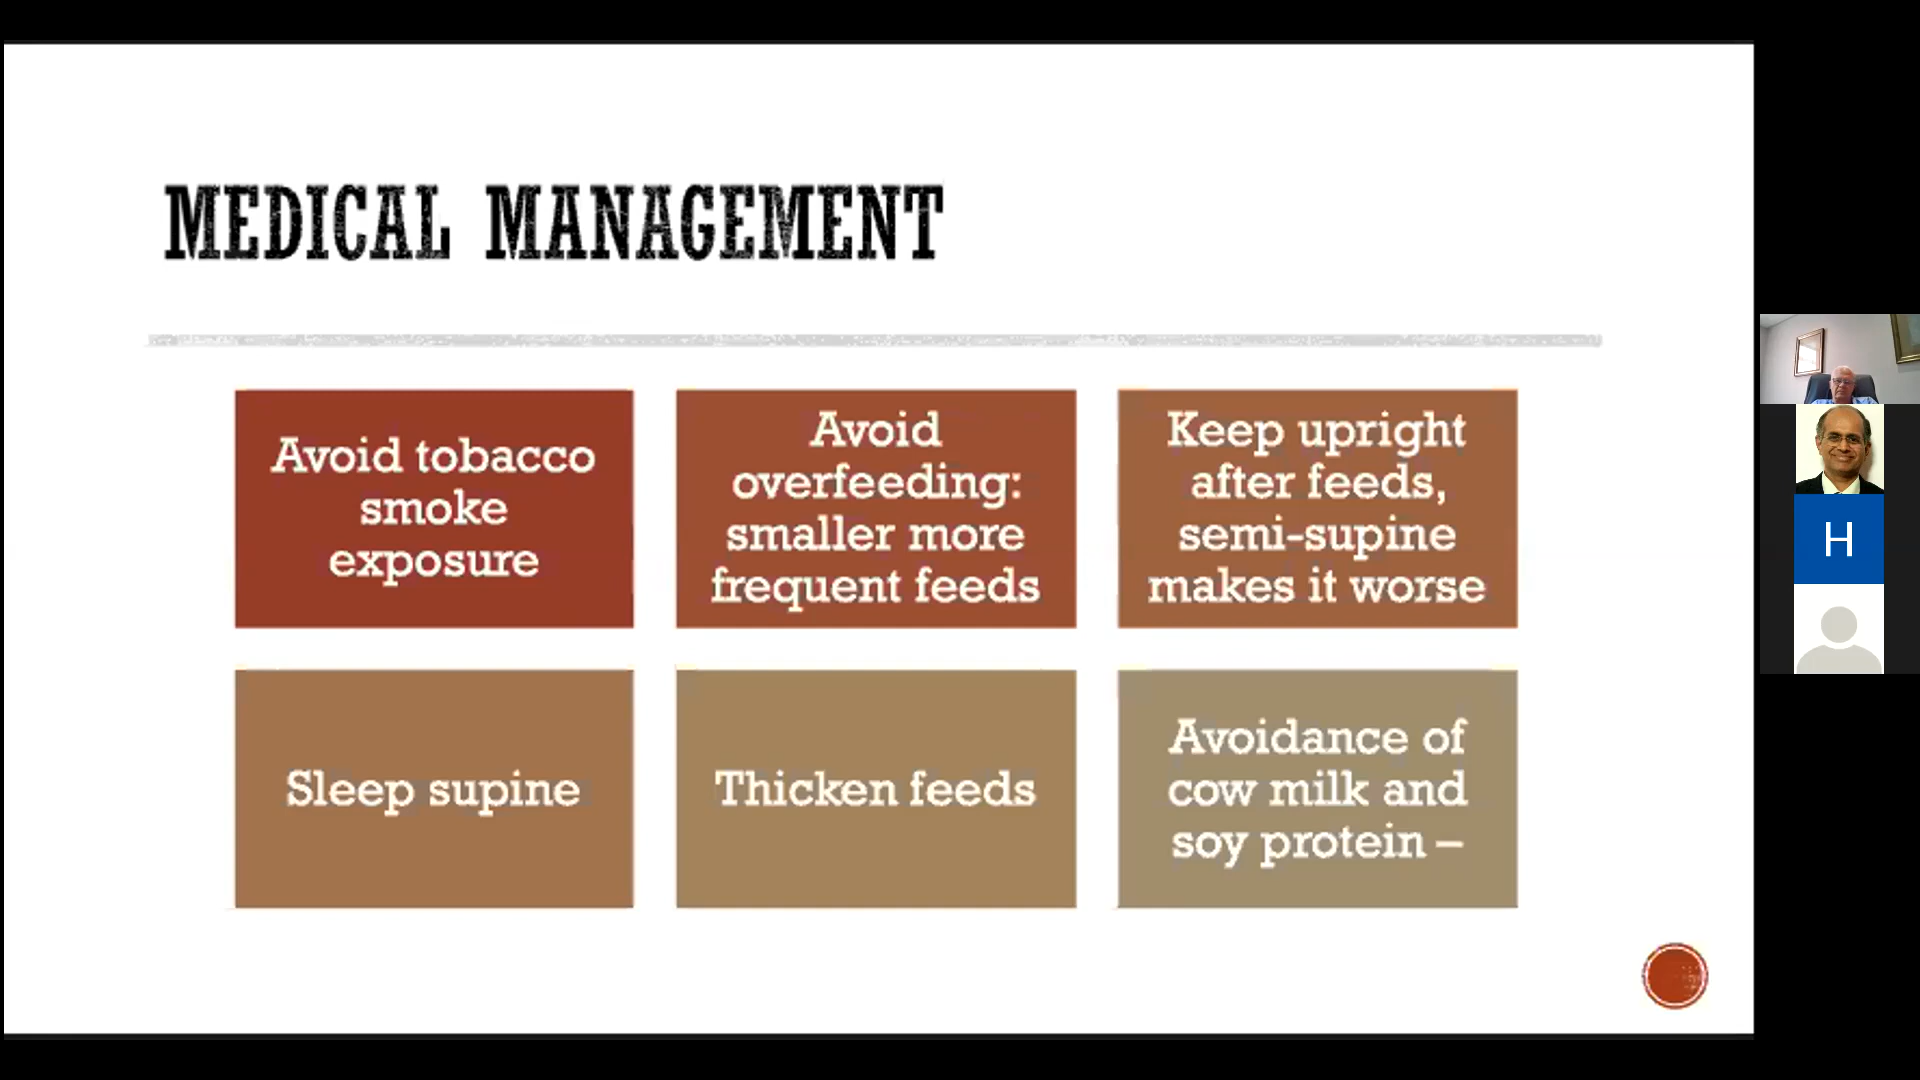 MEDICAL MANAGEMENT
Avoid tobacco
smoke
exposure
Avoid
overfeeding:
smaller more
frequent feeds
Keep upright
after feeds,
semi-supine
makes it worse
Sleep supine
Thicken feeds
Avoidance of
cow milk and
soy protein –
H